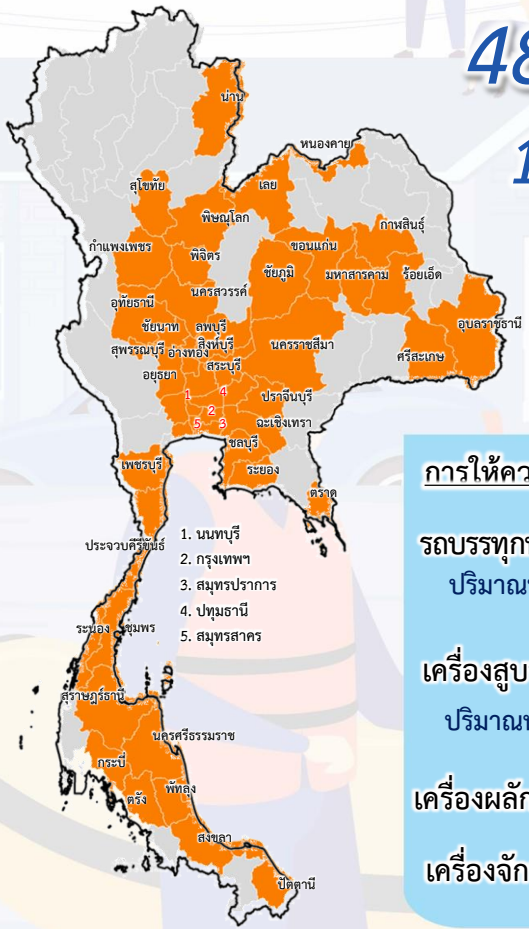 48
1
น่าน
หนองคาย
สุโขทัย
เลย
พิษณุโลก
กาฬสินธุ์
กำแพงเพชร
พิจิตร
ขอนแก่น
ชัยภูมิ
มหาสารคาม
ร้อยเอ็ด
อุทัยธานี
นครสวรรค์
ชัยนาท
ลพบุรี
อุบลราชธานี
สุพรรณบุรี
อ่างทอง
สิงห์บุรี
นครราชสีมา
ศรีสะเกษ
สระบุรี
อยุธยา
1
4
ปราจีนบุรี
2
5
3
ฉะเชิงเทรา
ชลบุรี
เพชรบุรี
ระยอง
ตราด
ประจวบคีรีขันธ์
1. นนทบุรี
2. กรุงเทพฯ
3. สมุทรปราการ
4. ปทุมธานี
5. สมุทรสาคร
ระนอง
ชุมพร
สุราษฎร์ธานี
นครศรีธรรมราช
กระบี่
ตรัง
พัทลุง
สงขลา
ปัตตานี
การให้คว
รถบรรทุก
ปริมาณ
เครื่องสูบ
ปริมาณ
เครื่องผลัก
เครื่องจัก